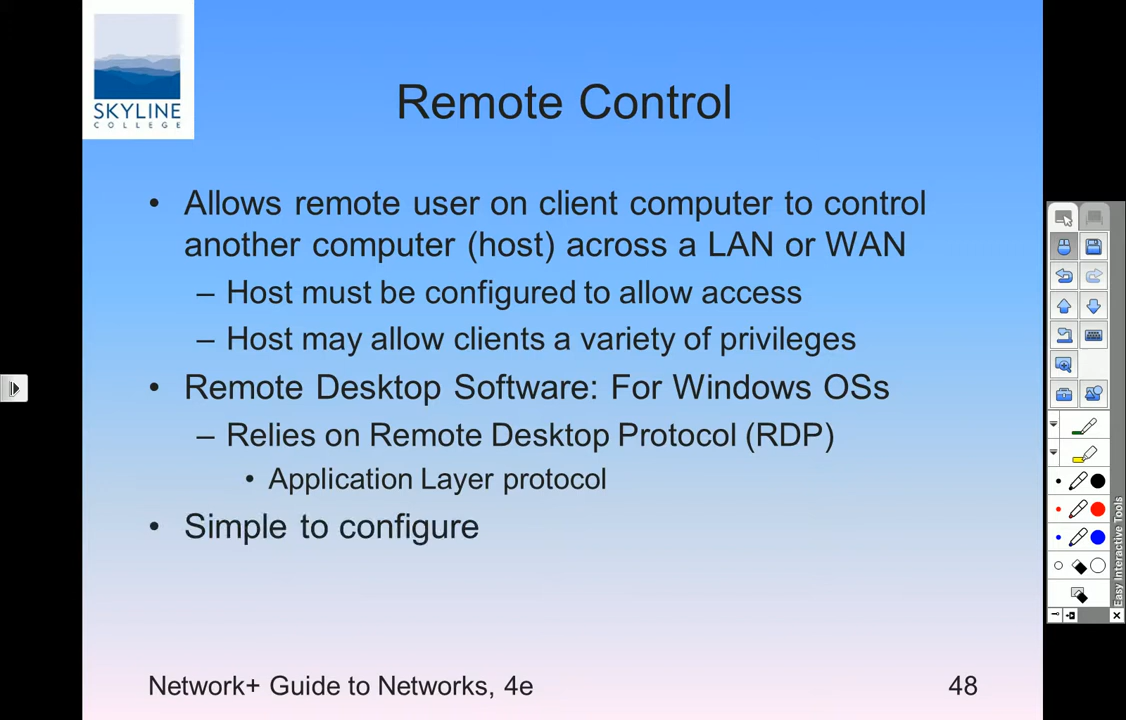 SKYLINE
COLLEGE
Remote Control
• Allows remote user on client computer to control
another computer (host) across a LAN or WAN
– Host must be configured to allow access
– Host may allow clients a variety of privileges
• Remote Desktop Software: For Windows OSs
– Relies on Remote Desktop Protocol (RDP)
• Application Layer protocol
• Simple to configure
Network+ Guide to Networks, 4e
48
Easy Interactive Tools